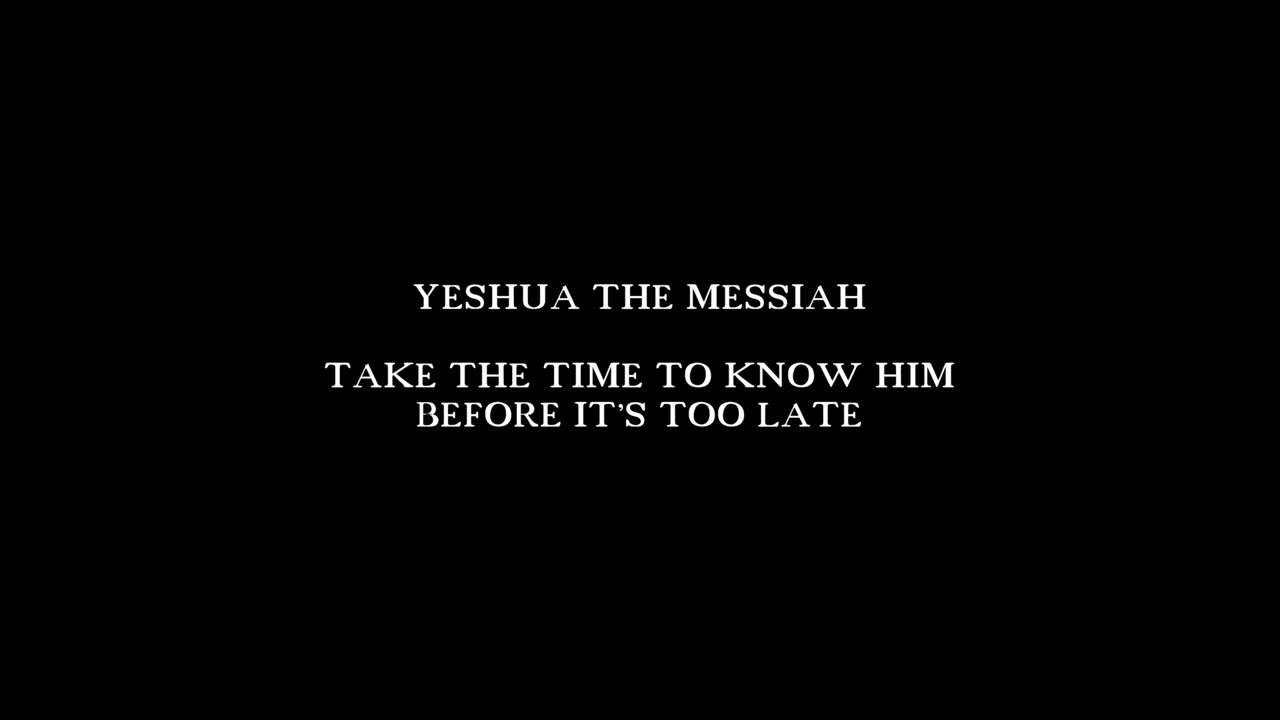 YESHUA THE MESSIAH
TAKE THE TIME TO KNOW HIM
BEFORE IT'S TOO LATE